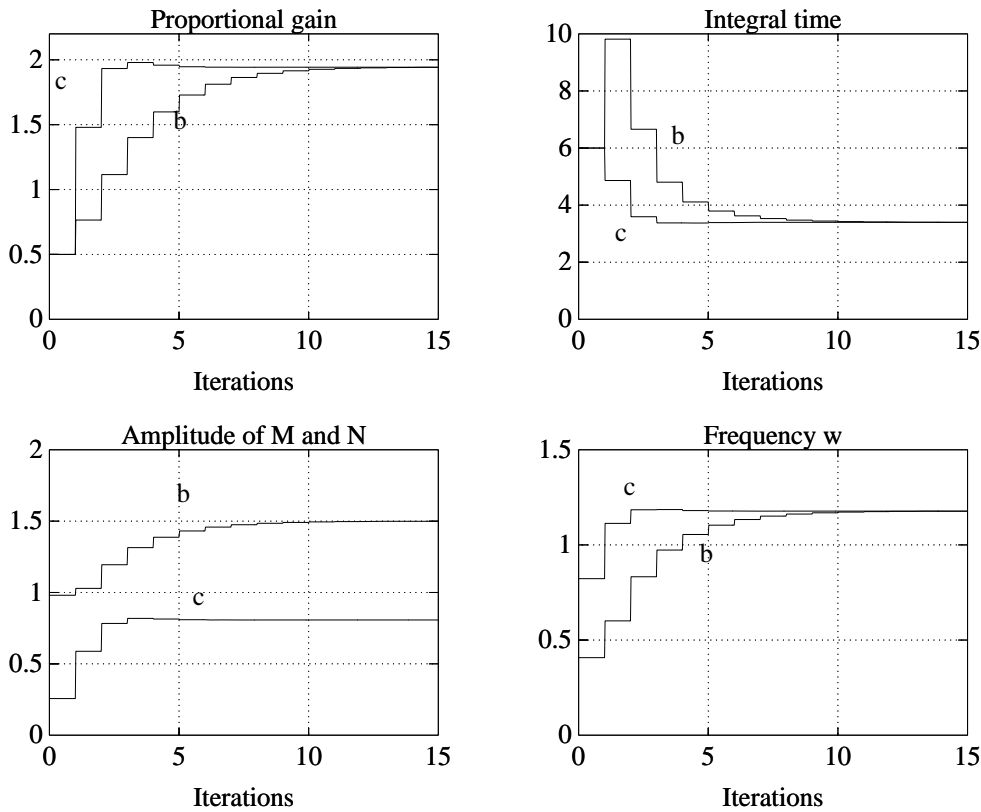 Proportional gain
2
c
1.5
b
1
0.5
0
0 5 10 15
Iterations
Integral time
10
8
b
6
4
c
2
0
0 5 10 15
Iterations
Amplitude of M and N
2
b
1.5
1
c
0.5
0
0 5 10 15
Iterations
Frequency w
1.5
c
1
b
0.5
0
0 5 10 15
Iterations